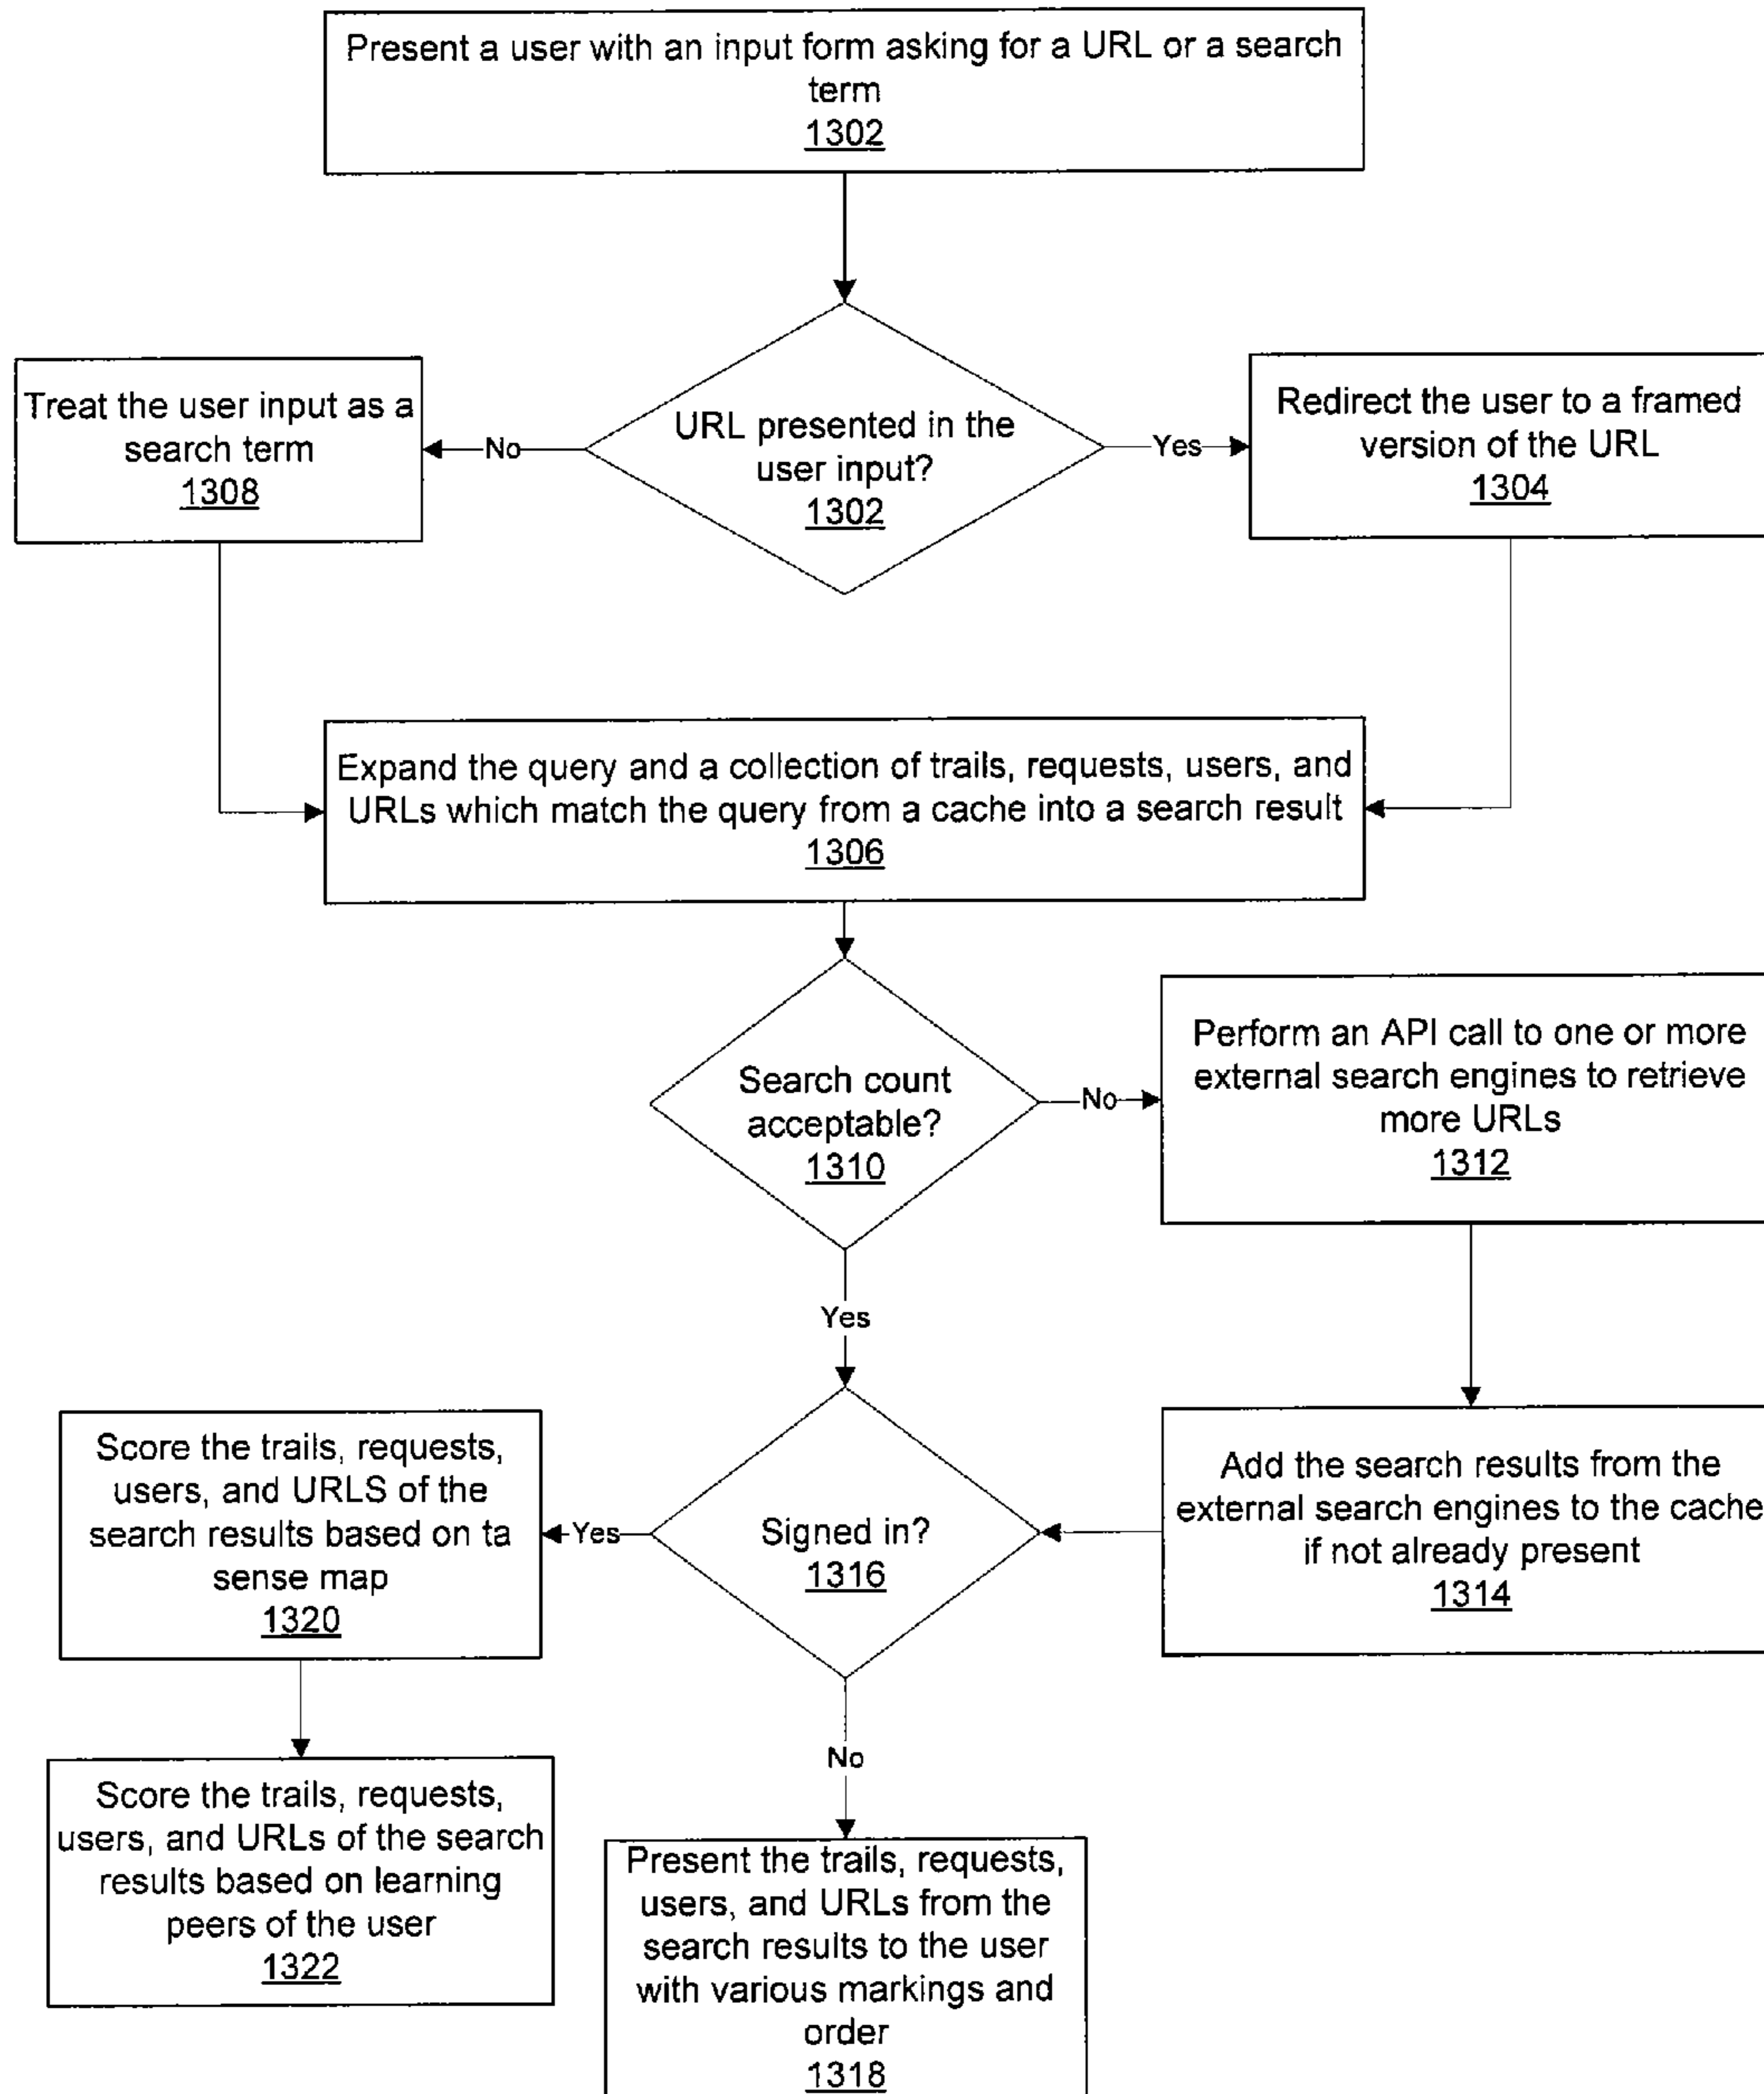 Present a user with an input form asking for a URL or a search
term
1302
Treat the user input as a
search term
1308
No
URL presented in the
user input?
1302
Yes
Redirect the user to a framed
version of the URL
1304
Expand the query and a collection of trails, requests, users, and
URLs which match the query from a cache into a search result
1306
Search count
acceptable?
1310
No
Perform an API call to one or more
external search engines to retrieve
more URLs
1312
Yes
Score the trails, requests,
users, and URLS of the
search results based on ta
sense map
1320
Yes
Signed in?
1316
Add the search results from the
external search engines to the cache
if not already present
1314
No
Score the trails, requests,
users, and URLs of the search
results based on learning
peers of the user
1322
Present the trails, requests,
users, and URLs from the
search results to the user
with various markings and
order
1318